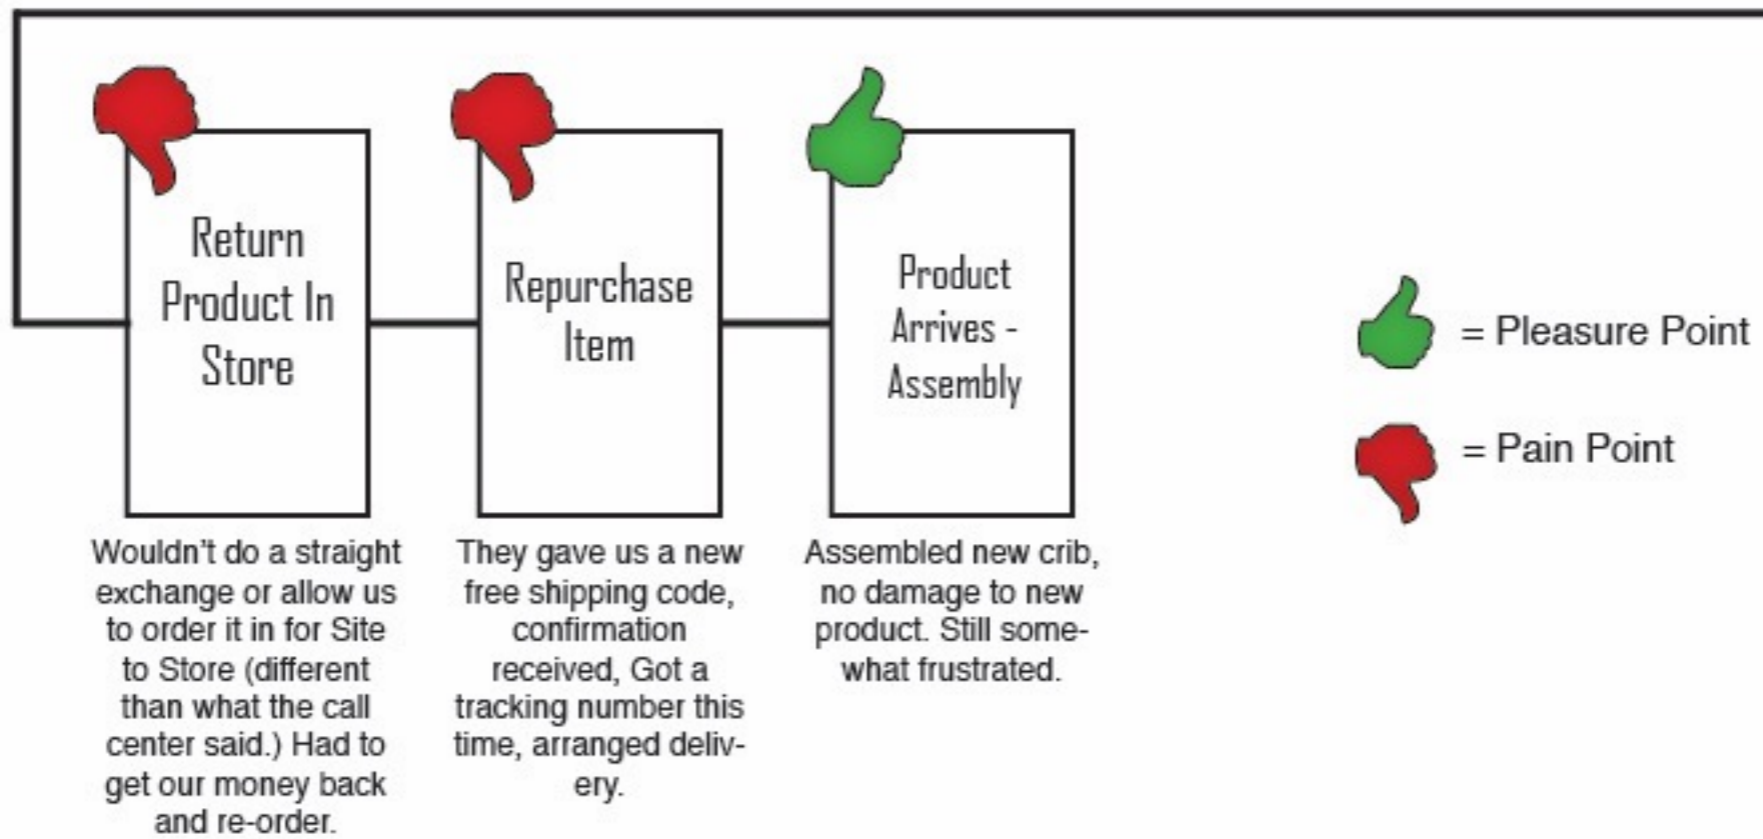 Return
Product In
Store
Repurchase
Item
Product
Arrives -
Assembly
= Pleasure Point
= Pain Point
Wouldn't do a straight
exchange or allow us
to order it in for Site
to Store (different
than what the call
center said.) Had to
get our money back
and re-order.
They gave us a new
free shipping code,
confirmation
received, Got a
tracking number this
time, arranged deliv-
ery.
Assembled new crib,
no damage to new
product. Still some-
what frustrated.